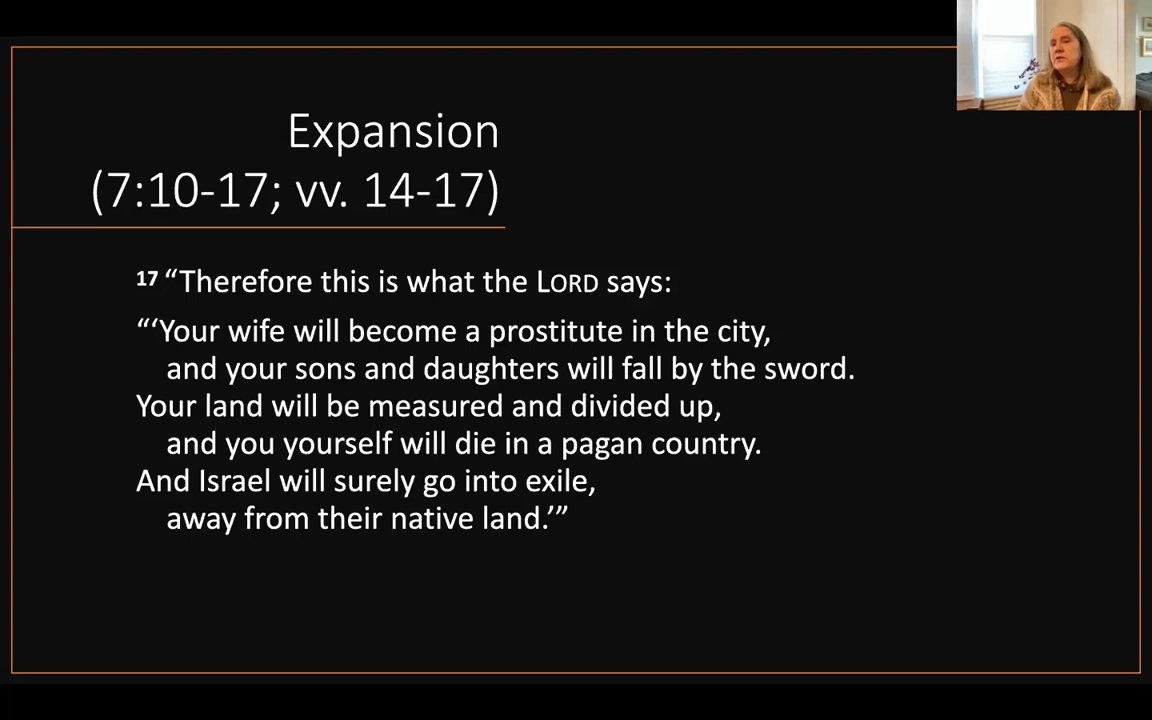 Expansion
(7:10-17; vv. 14-17)
17 “Therefore this is what the LORD says:
“‘Your wife will become a prostitute in the city,
and your sons and daughters will fall by the sword.
Your land will be measured and divided up,
and you yourself will die in a pagan country.
And Israel will surely go into exile,
away from their native land.’”